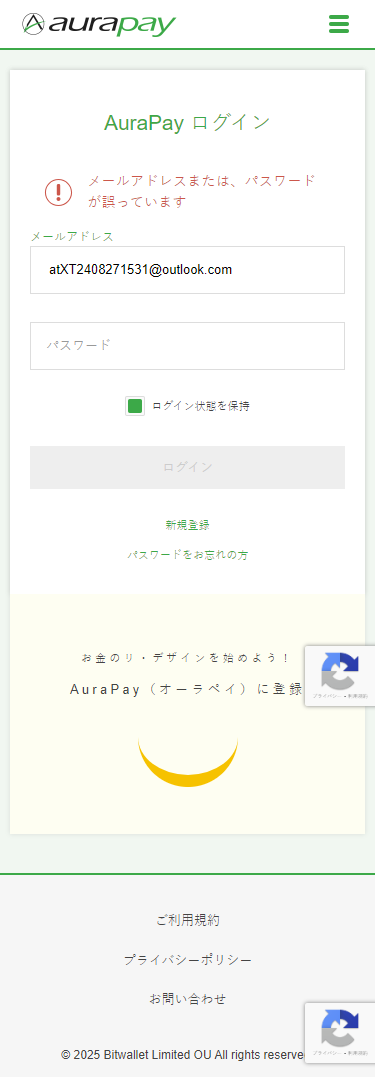 aurapay
AuraPay ログイン
メールアドレスまたは、パスワード
が誤っています
メールアドレス
atXT2408271531@outlook.com
パスワード
ログイン状態を保持
ログイン
新規登録
パスワードをお忘れの方
お金のリ・デザインを始めよう！
AuraPay（オーラペイ）に登録
プライバシー - 利用規約
ご利用規約
プライバシーポリシー
お問い合わせ
プライバシー - 利用規約
© 2025 Bitwallet Limited OU All rights reserve